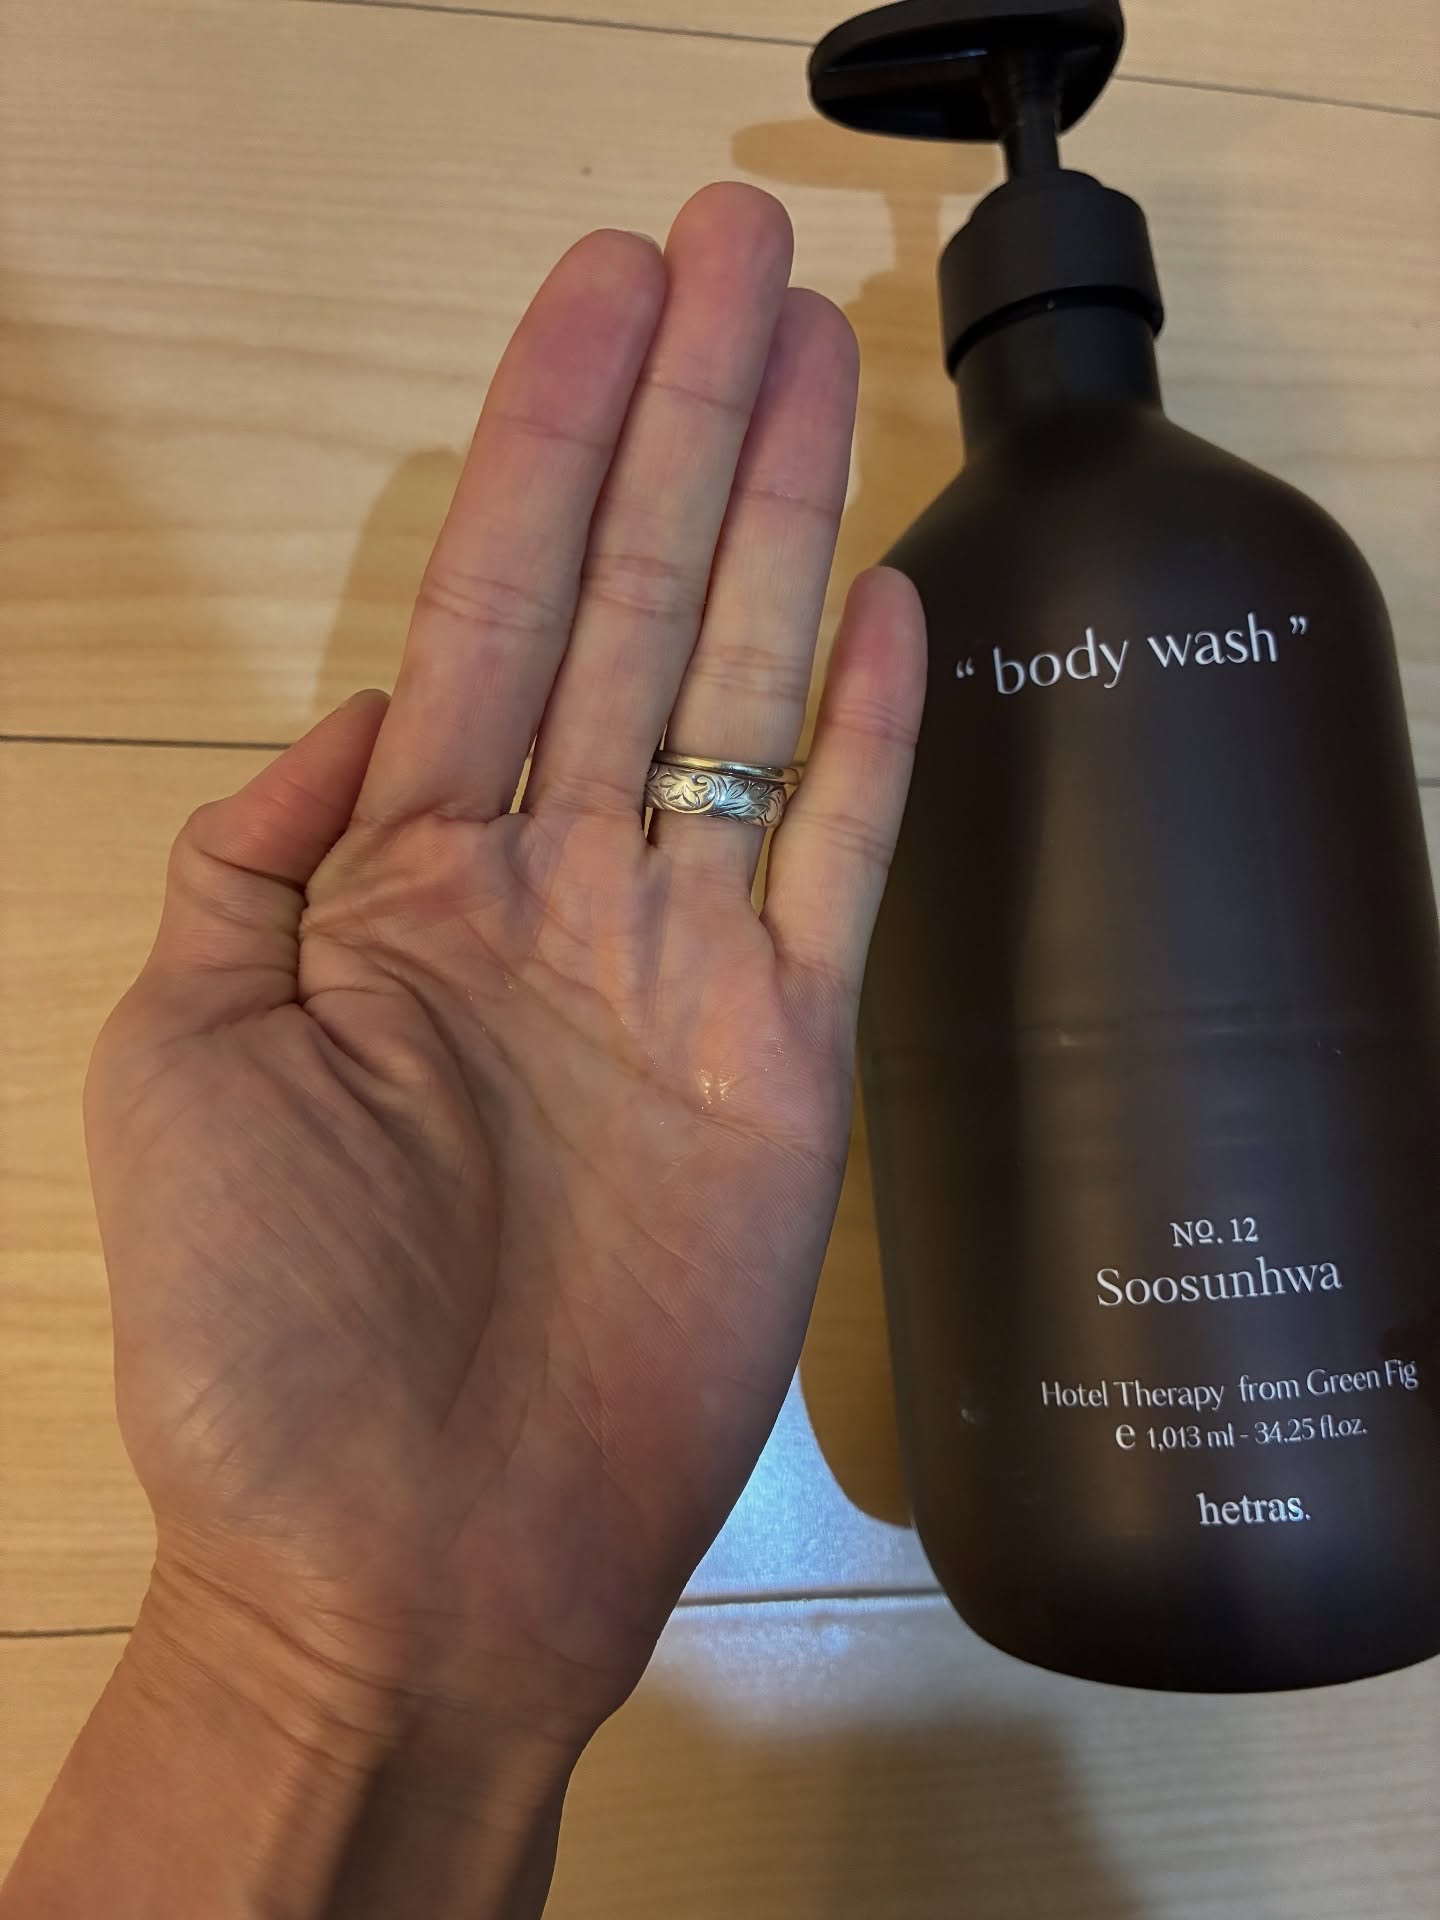 “ body wash ”
Nº. 12
Soosunhwa
Hotel Therapy from Green Fig
e 1,013 ml - 34.25 fl.oz.
hetras.